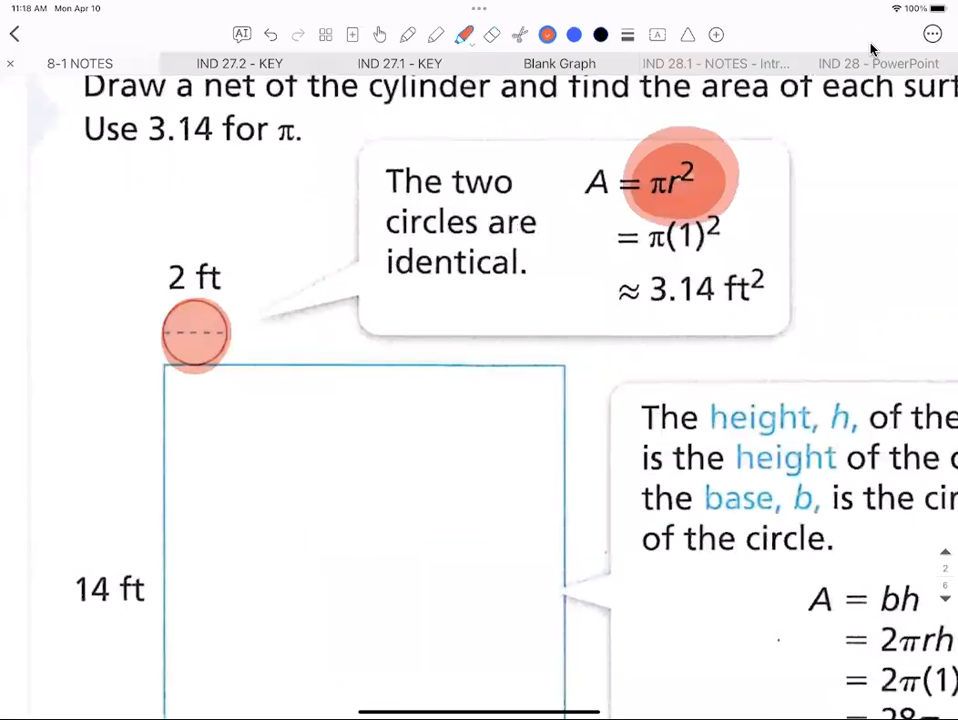 11:18 AM Mon Apr 10
100%
AI
A
8-1 NOTES
IND 27.2 - KEY
IND 27.1 - KEY
Blank Graph
IND 28.1 - NOTES - Intr...
IND 28 - PowerPoint
Draw a net of the cylinder and find the area of each surf
Use 3.14 for π.
The two
circles are
identical.
A = πr²
= π(1)²
≈ 3.14 ft²
2 ft
14 ft
The height, h, of the
is the height of the
the base, b, is the cir
of the circle.
2
6
A = bh
= 2πrh
= 2π(1)
= 28π